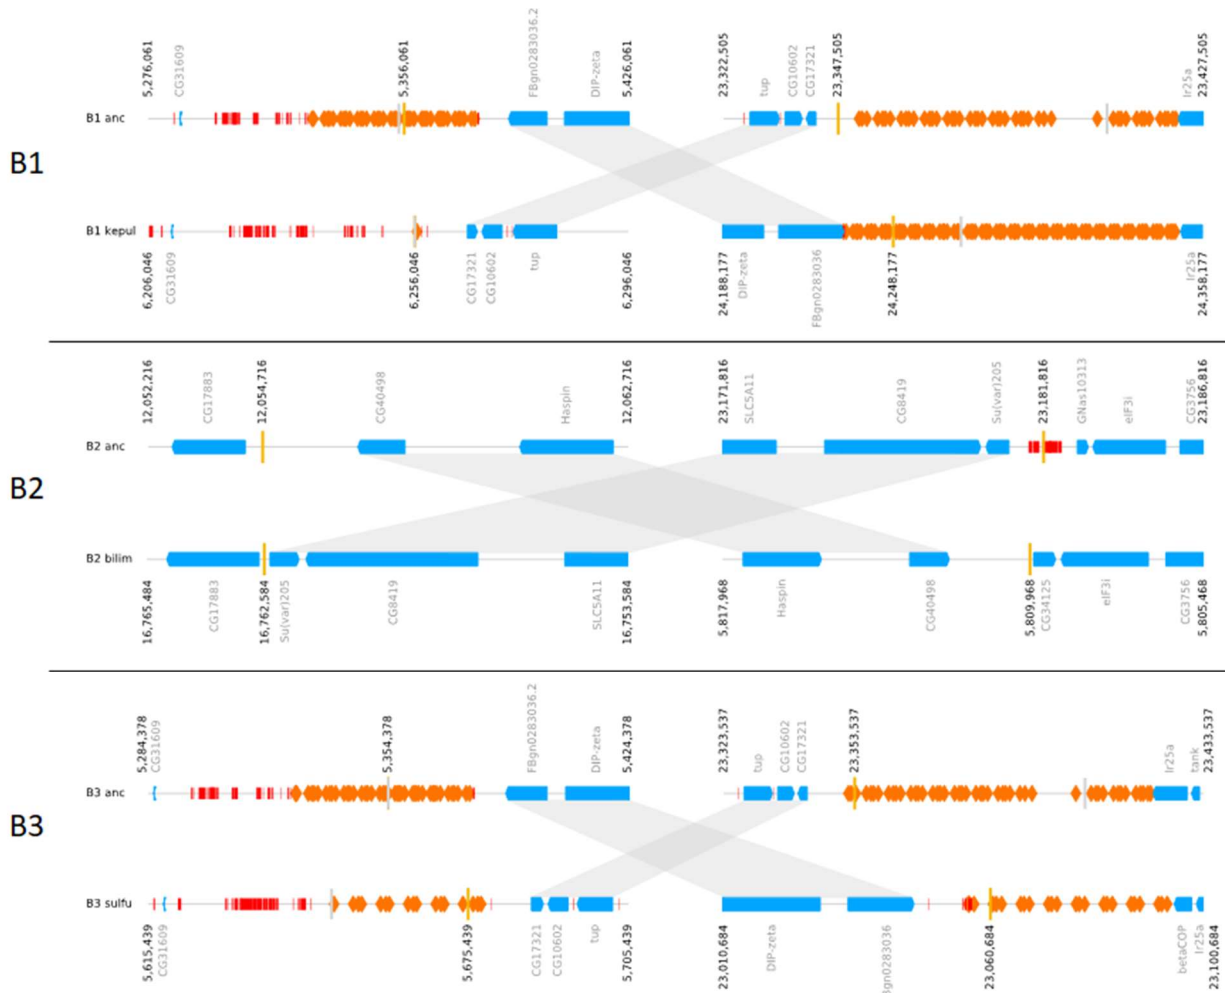 5,276,061
CG31609
5,356,061
FBgn0283036.2
DIP-zeta
5,426,061
23,322,505
tup
CG10602
CG17321
23,347,505
Ir25a
23,427,505
B1 anc
B1
B1 kepul
6,206,046
CG31609
6,256,046
CG17321
CG10602
tup
6,296,046
24,188,177
DIP-zeta
FBgn0283036
24,248,177
Ir25a
24,358,177
12,052,216
CG17883
12,054,716
CG40498
Haspin
12,062,716
23,171,816
SLC5A11
CG8419
Su(var)205
23,181,816
GNas10313
eIF3i
CG3756
23,186,816
B2 anc
B2
B2 bilim
16,765,484
CG17883
16,762,584
Su(var)205
CG8419
SLC5A11
16,753,584
5,817,968
Haspin
CG40498
5,809,968
CG34125
eIF3i
CG3756
5,805,468
5,284,378
CG31609
5,354,378
FBgn0283036.2
DIP-zeta
5,424,378
23,323,537
tup
CG10602
CG17321
23,353,537
Ir25a
tank
23,433,537
B3 anc
B3
B3 sulfu
5,615,439
CG31609
5,675,439
CG17321
CG10602
tup
5,705,439
23,010,684
DIP-zeta
Bgn0283036
23,060,684
betaCOP
Ir25a
23,100,684